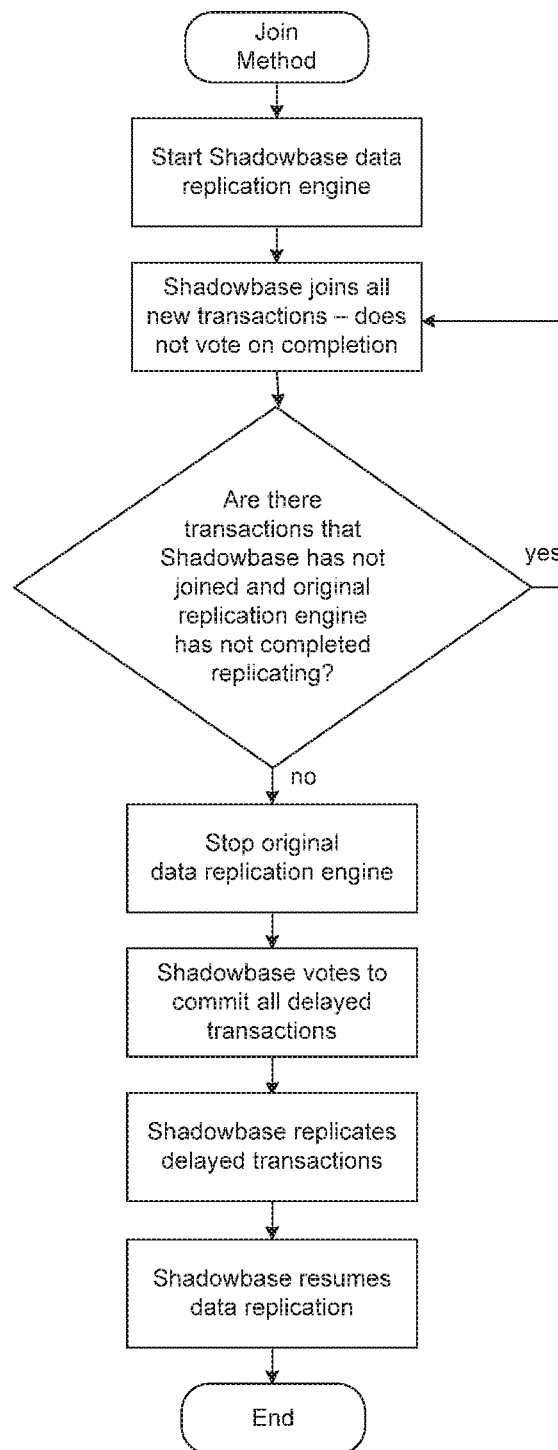 Join
Method
Start Shadowbase data
replication engine
Shadowbase joins all
new transactions – does
not vote on completion
Are there
transactions that
Shadowbase has not
joined and original
replication engine
has not completed
replicating?
yes
no
Stop original
data replication engine
Shadowbase votes to
commit all delayed
transactions
Shadowbase replicates
delayed transactions
Shadowbase resumes
data replication
End